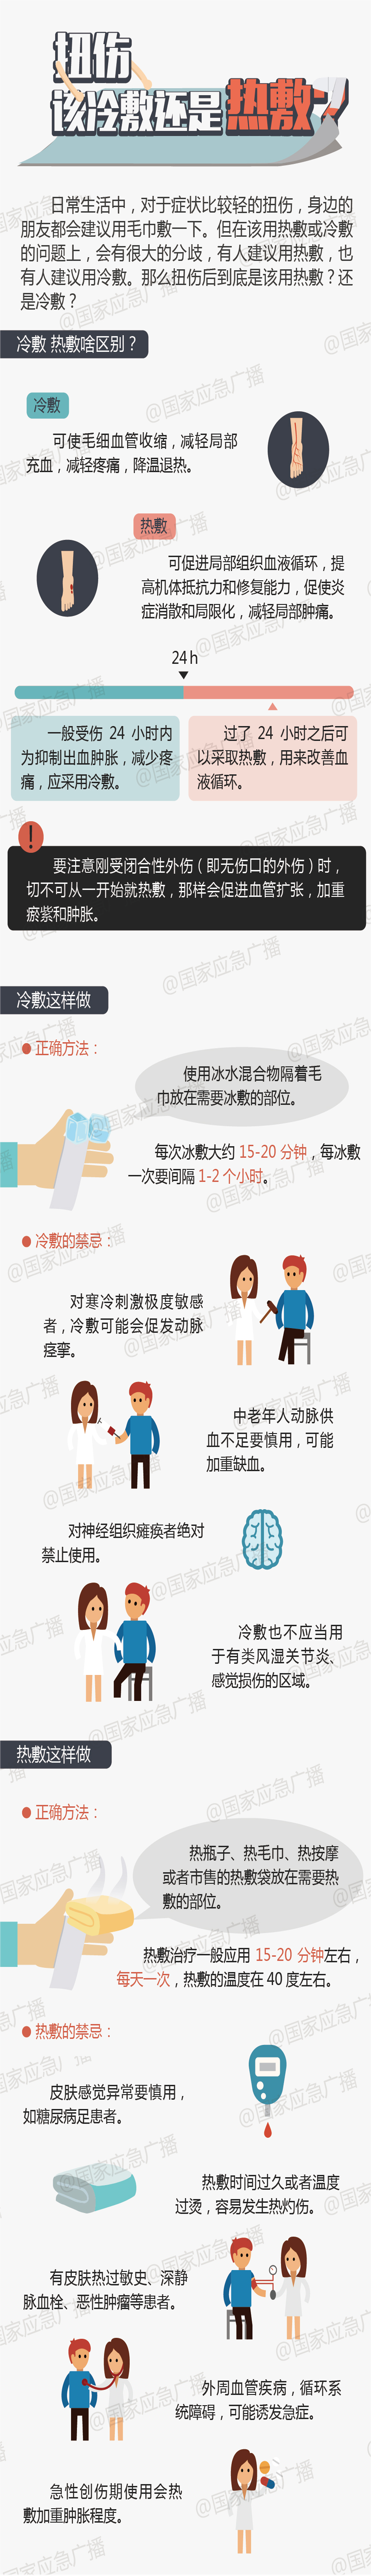 扭伤
该冷敷还是热敷?
日常生活中，对于症状比较轻的扭伤，身边的
朋友都会建议用毛巾敷一下。但在该用热敷或冷敷
的问题上，会有很大的分歧，有人建议用热敷，也
有人建议用冷敷。那么扭伤后到底是该用热敷？还
是冷敷？
冷敷 热敷啥区别？
冷敷
可使毛细血管收缩，减轻局部
充血，减轻疼痛，降温退热。
热敷
可促进局部组织血液循环，提
高机体抵抗力和修复能力，促使炎
症消散和局限化，减轻局部肿痛。
24h
一般受伤 24 小时内
为抑制出血肿胀，减少疼
痛，应采用冷敷。
过了 24 小时之后可
以采取热敷，用来改善血
液循环。
!
要注意刚受闭合性外伤（即无伤口的外伤）时，
切不可从一开始就热敷，那样会促进血管扩张，加重
瘀紫和肿胀。
冷敷这样做
正确方法：
使用冰水混合物隔着毛
巾放在需要冰敷的部位。
每次冰敷大约 15-20 分钟，每冰敷
一次要间隔 1-2 个小时。
冷敷的禁忌：
对寒冷刺激极度敏感
者，冷敷可能会促发动脉
痉挛。
中老年人动脉供
血不足要慎用，可能
加重缺血。
对神经组织瘫痪者绝对
禁止使用。
冷敷也不应当用
于有类风湿关节炎、
感觉损伤的区域。
热敷这样做
正确方法：
热瓶子、热毛巾、热按摩
或者市售的热敷袋放在需要热
敷的部位。
热敷治疗一般应用 15-20 分钟左右，
每天一次，热敷的温度在 40 度左右。
热敷的禁忌：
皮肤感觉异常要慎用，
如糖尿病足患者。
热敷时间过久或者温度
过烫，容易发生热灼伤。
有皮肤热过敏史、深静
脉血栓、恶性肿瘤等患者。
外周血管疾病，循环系
统障碍，可能诱发急症。
急性创伤期使用会热
敷加重肿胀程度。
@国家应急广播